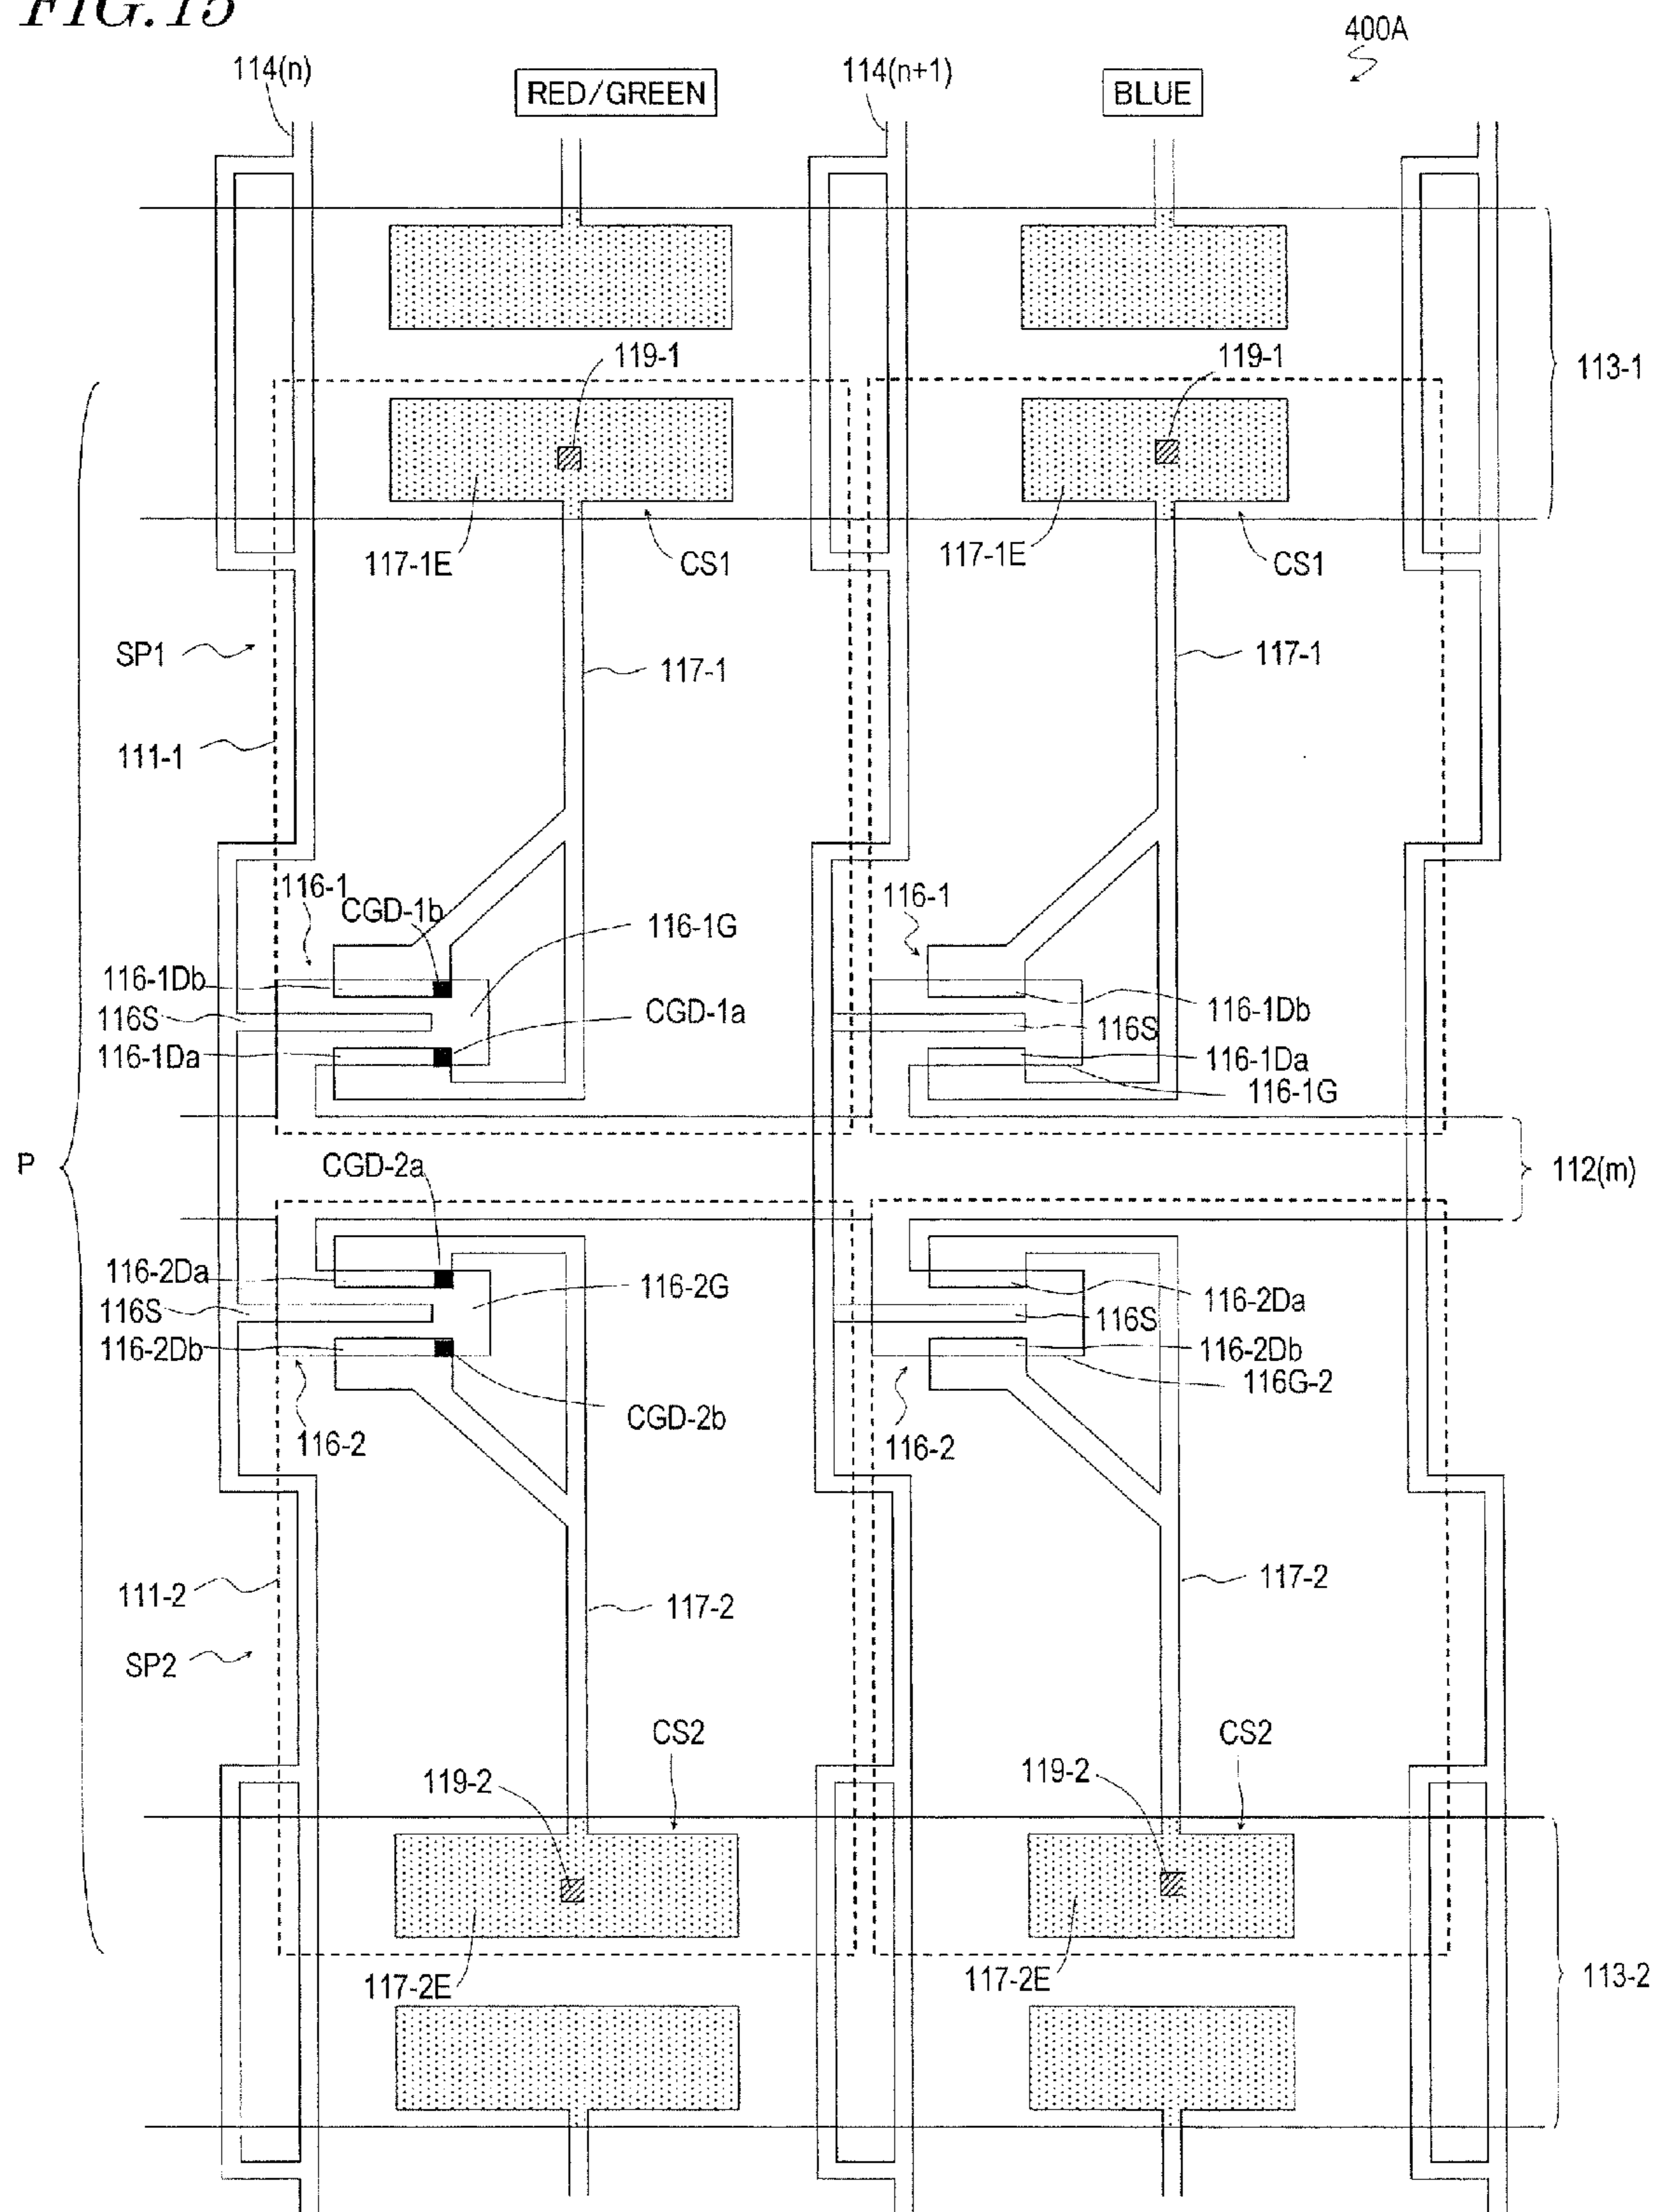 FIG. 15
400A
114(n)
RED/GREEN
114(n+1)
BLUE
119-1
119-1
113-1
117-1E
CS1
117-1E
CS1
SP1
117-1
117-1
111-1
116-1
CGD-1b
116-1G
116-1
116-1Db
116S
CGD-1a
116-1Db
116S
116-1Da
116-1Da
116-1G
P
CGD-2a
112(m)
116-2Da
116-2G
116-2Da
116S
116S
116-2Db
116-2Db
116G-2
CGD-2b
116-2
116-2
111-2
117-2
117-2
SP2
CS2
CS2
119-2
119-2
117-2E
117-2E
113-2